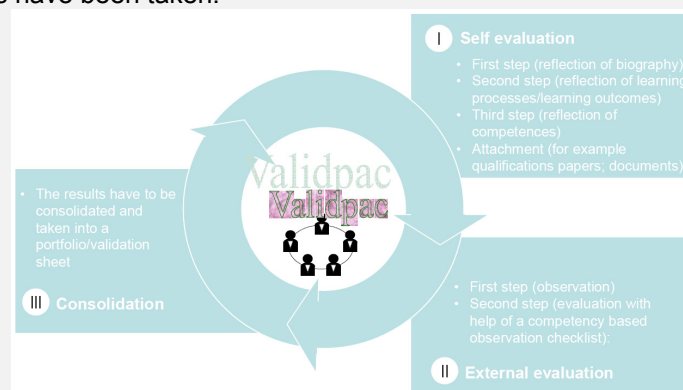 s have been taken.
I Self evaluation
• First step (reflection of biography)
• Second step (reflection of learning
processes/learning outcomes)
• Third step (reflection of
competences)
• Attachment (for example
qualifications papers; documents)
Validpac
Validpac
• The results have to be
consolidated and
taken into a
portfolio/validation
sheet
III Consolidation
• First step (observation)
• Second step (evaluation with
help of a competency based
observation checklist):
II External evaluation